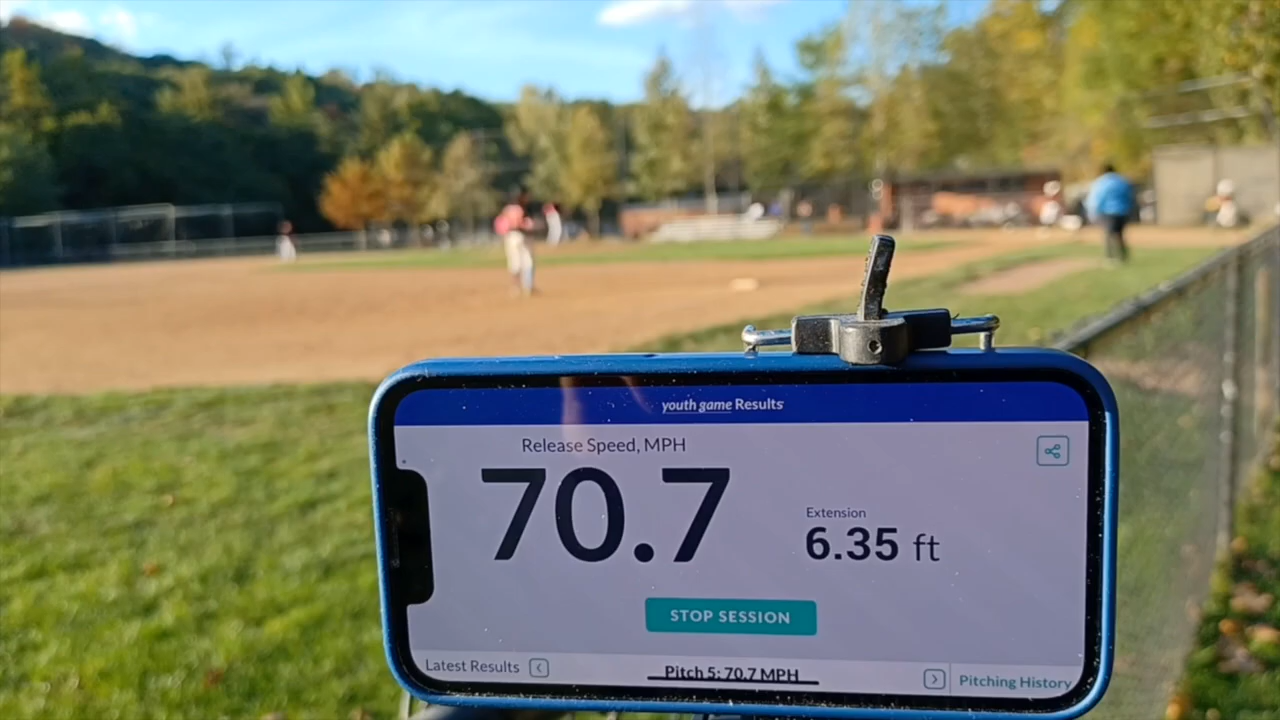 youth game Results
Release Speed, MPH
70.7
Extension
6.35 ft
STOP SESSION
Latest Results
Pitch 5: 70.7 MPH
Pitching History